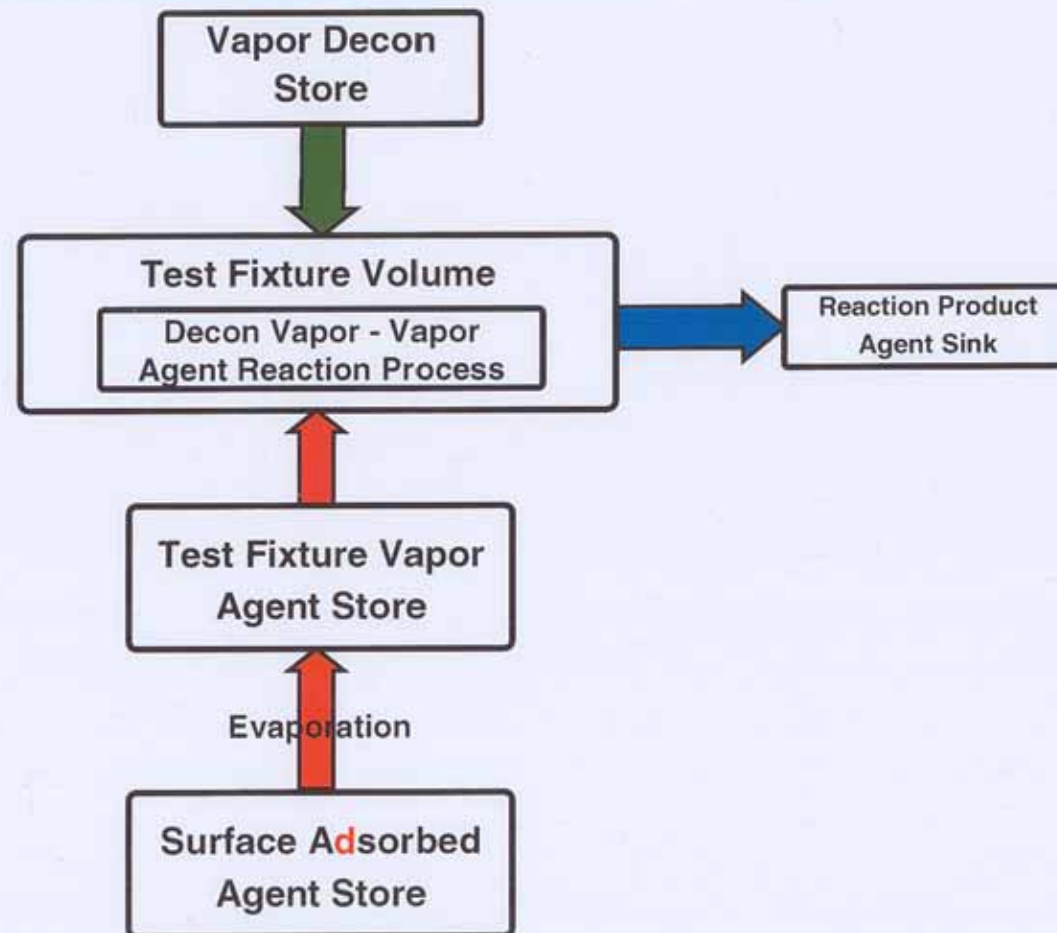 Vapor Decon
Store
Test Fixture Volume
Decon Vapor - Vapor
Agent Reaction Process
Reaction Product
Agent Sink
Test Fixture Vapor
Agent Store
Evaporation
Surface Adsorbed
Agent Store